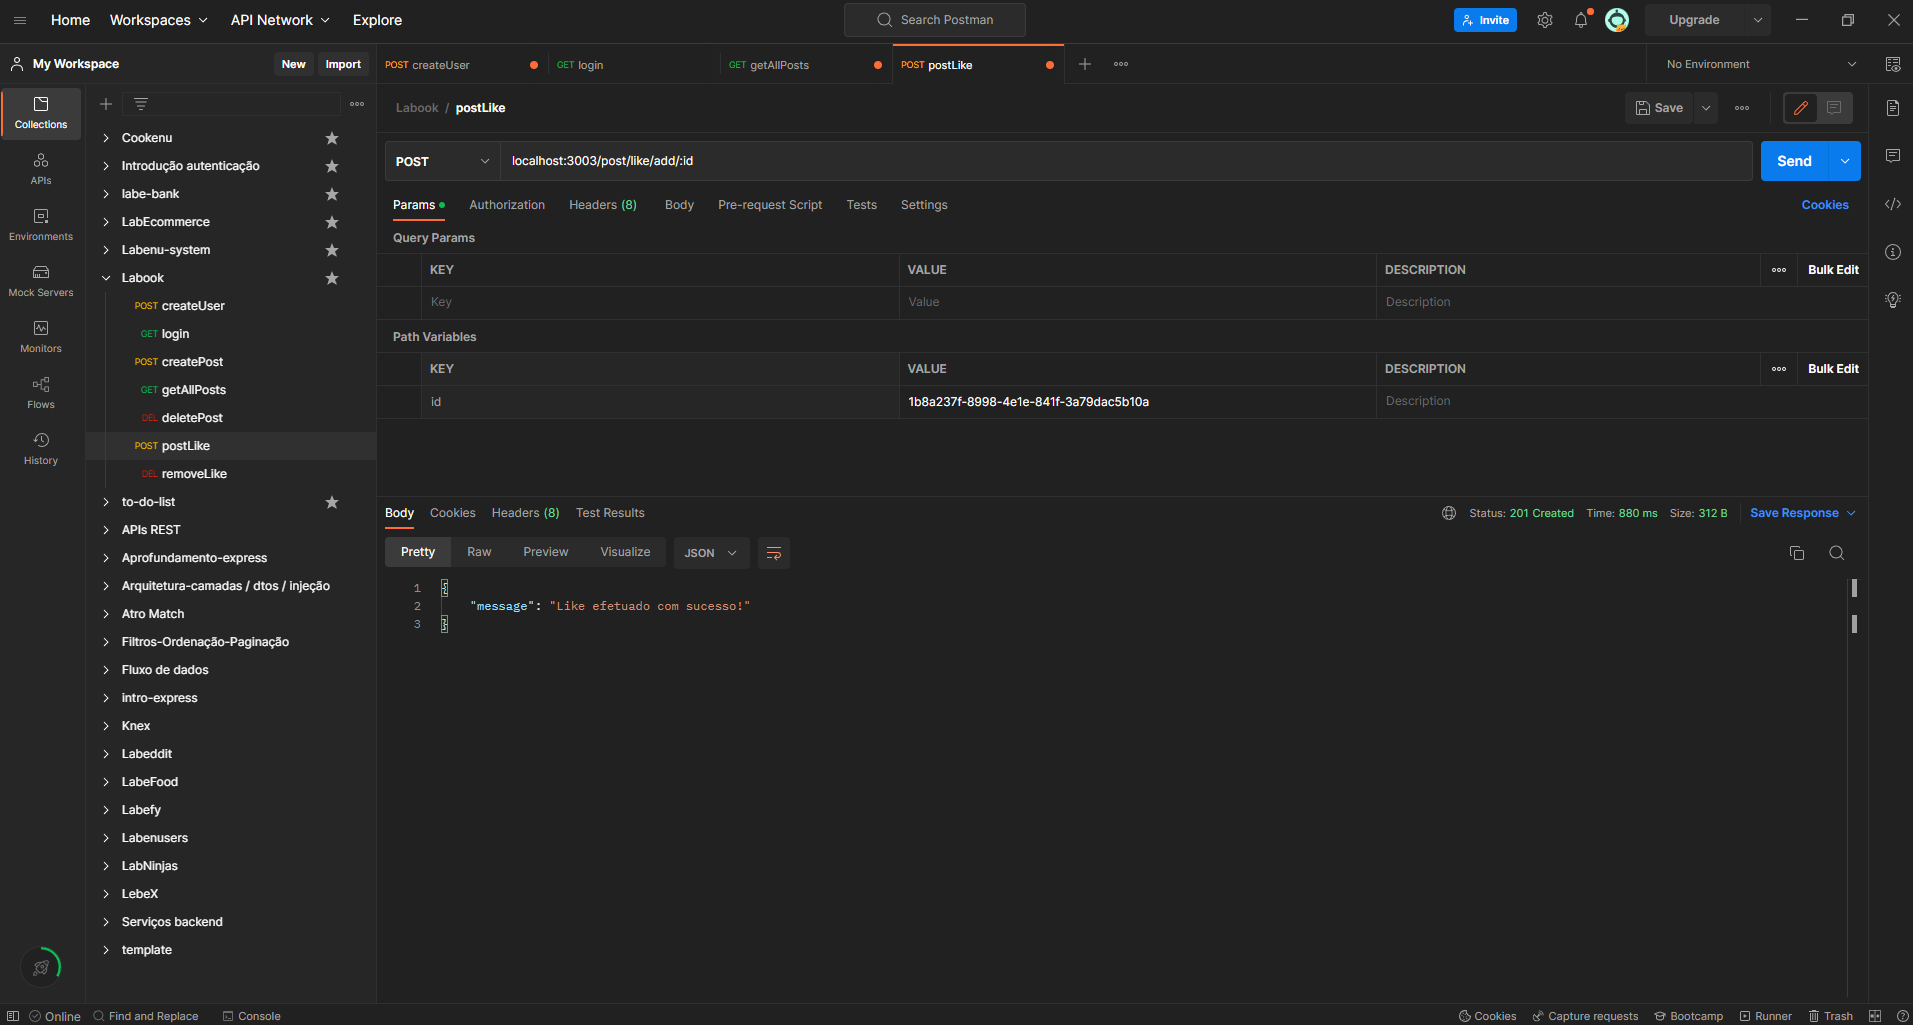 Home Workspaces API Network Explore Search Postman Invite Upgrade
My Workspace New Import POST createUser GET login GET getAllPosts POST postLike No Environment
Collections
APIs
Environments
Mock Servers
Monitors
Flows
History
Cookenu
Introdução autenticação
labe-bank
LabEcommerce
Labenu-system
Labook
POST createUser
GET login
POST createPost
GET getAllPosts
DEL deletePost
POST postLike
DEL removeLike
to-do-list
APIs REST
Aprofundamento-express
Arquitetura-camadas / dtos / injeção
Atro Match
Filtros-Ordenação-Paginação
Fluxo de dados
intro-express
Knex
Labeddit
LabeFood
Labefy
Labenusers
LabNinjas
LebeX
Serviços backend
template
Labook / postLike Save
POST localhost:3003/post/like/add/:id Send
Params Authorization Headers (8) Body Pre-request Script Tests Settings Cookies
Query Params
KEY VALUE DESCRIPTION Bulk Edit
Key Value Description
Path Variables
KEY VALUE DESCRIPTION Bulk Edit
id 1b8a237f-8998-4e1e-841f-3a79dac5b10a Description
Body Cookies Headers (8) Test Results Status: 201 Created Time: 880 ms Size: 312 B Save Response
Pretty Raw Preview Visualize JSON
1 {
2 "message": "Like efetuado com sucesso!"
3 }
Online Find and Replace Console Cookies Capture requests Bootcamp Runner Trash